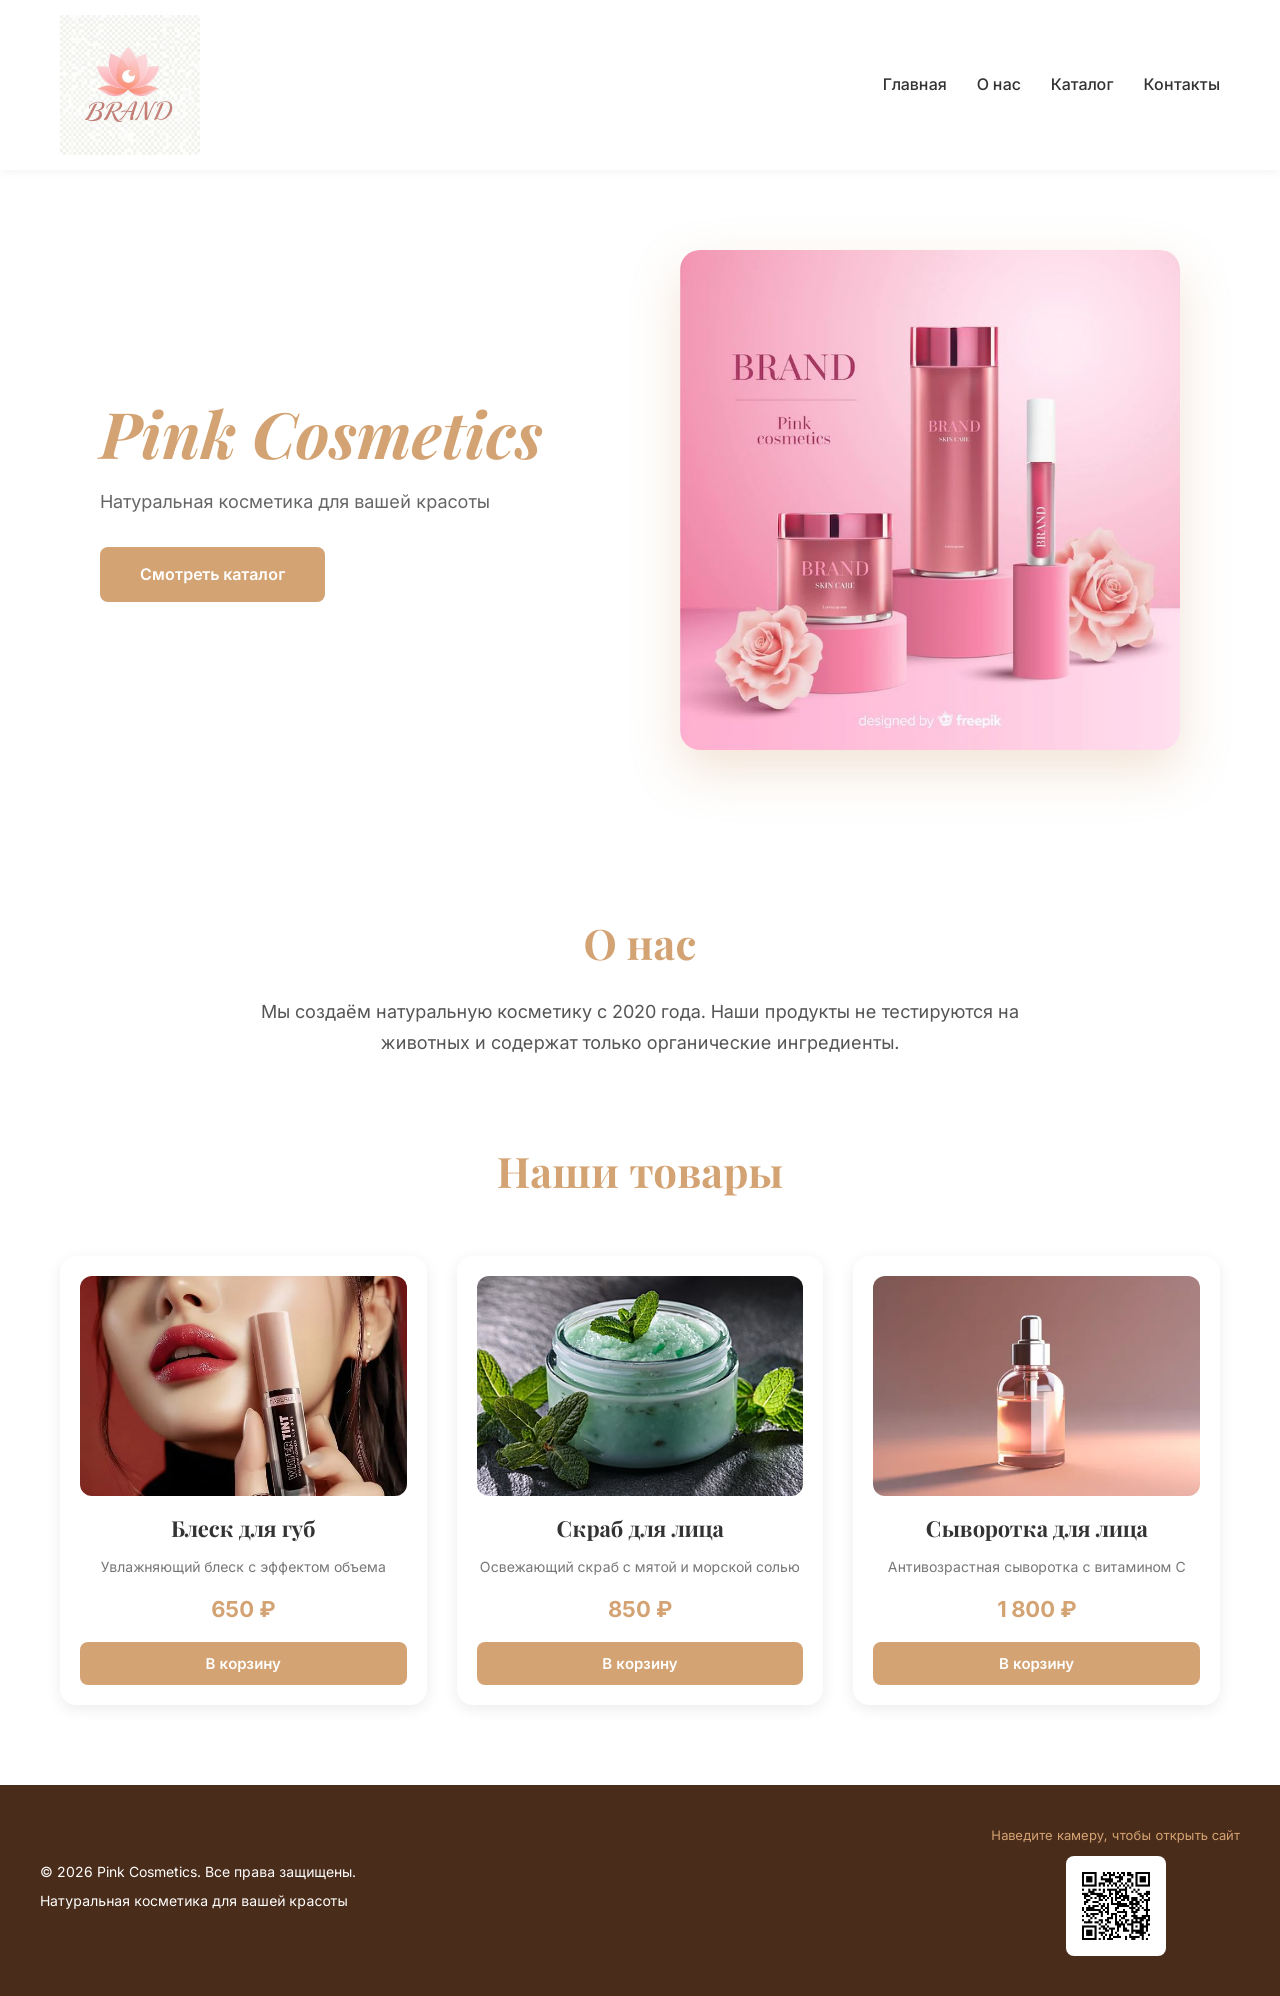 BRAND
Главная О нас Каталог Контакты
BRAND
Pink
cosmetics
BRAND
SKIN CARE
BRAND
BRAND
SKIN CARE
designed by freepik
Pink Cosmetics
Натуральная косметика для вашей красоты
Смотреть каталог
О нас
Мы создаём натуральную косметику с 2020 года. Наши продукты не тестируются на
животных и содержат только органические ингредиенты.
Наши товары
TINT
Блеск для губ
Увлажняющий блеск с эффектом объема
650 ₽
В корзину
Скраб для лица
Освежающий скраб с мятой и морской солью
850 ₽
В корзину
Сыворотка для лица
Антивозрастная сыворотка с витамином С
1 800 ₽
В корзину
© 2026 Pink Cosmetics. Все права защищены.
Натуральная косметика для вашей красоты
Наведите камеру, чтобы открыть сайт